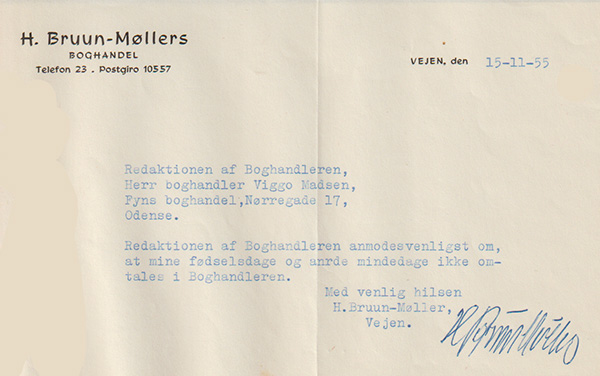 H. Bruun-Møllers
BOGHANDEL
Telefon 23 . Postgiro 10557
VEJEN, den 15-11-55
Redaktionen af Boghandleren,
Herr boghandler Viggo Madsen,
Fyns boghandel,Nørregade 17,
Odense.
Redaktionen af Boghandleren anmodesvenligst om,
at mine fødselsdage og anrde mindedage ikke om-
tales i Boghandleren.
Med venlig hilsen
H.Bruun-Møller,
Vejen.
H. Bruun-Møller